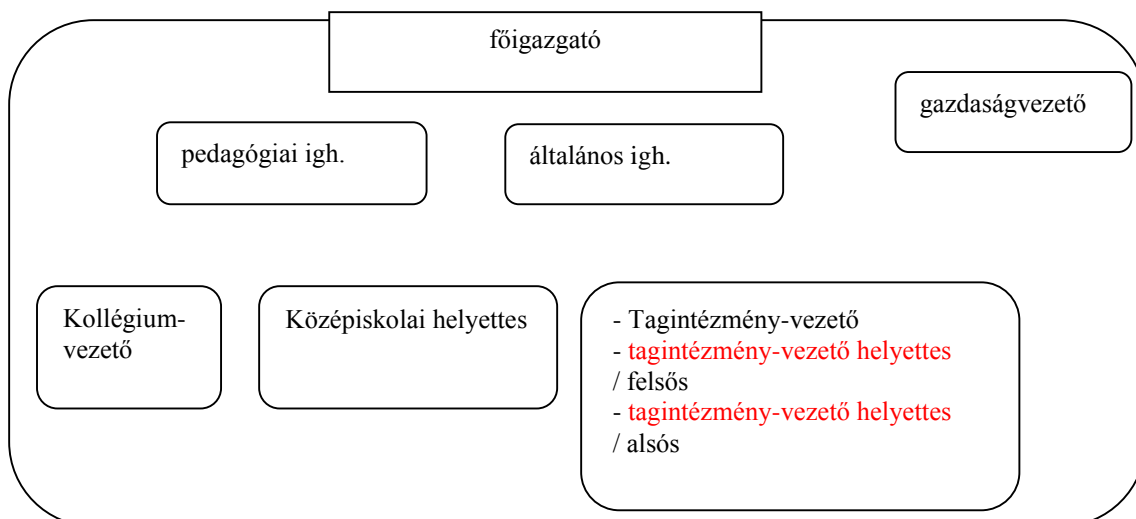 főigazgató
gazdaságvezető
pedagógiai igh.
általános igh.
Kollégium-
vezető
Középiskolai helyettes
- Tagintézmény-vezető
- tagintézmény-vezető helyettes
/ felsős
- tagintézmény-vezető helyettes
/ alsós